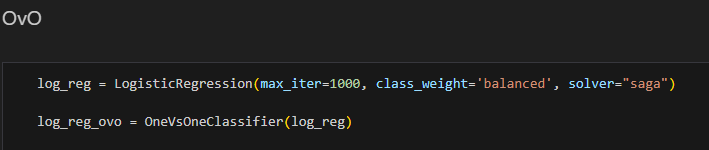 OvO
log_reg = LogisticRegression(max_iter=1000, class_weight='balanced', solver="saga")
log_reg_ovo = OneVsOneClassifier(log_reg)